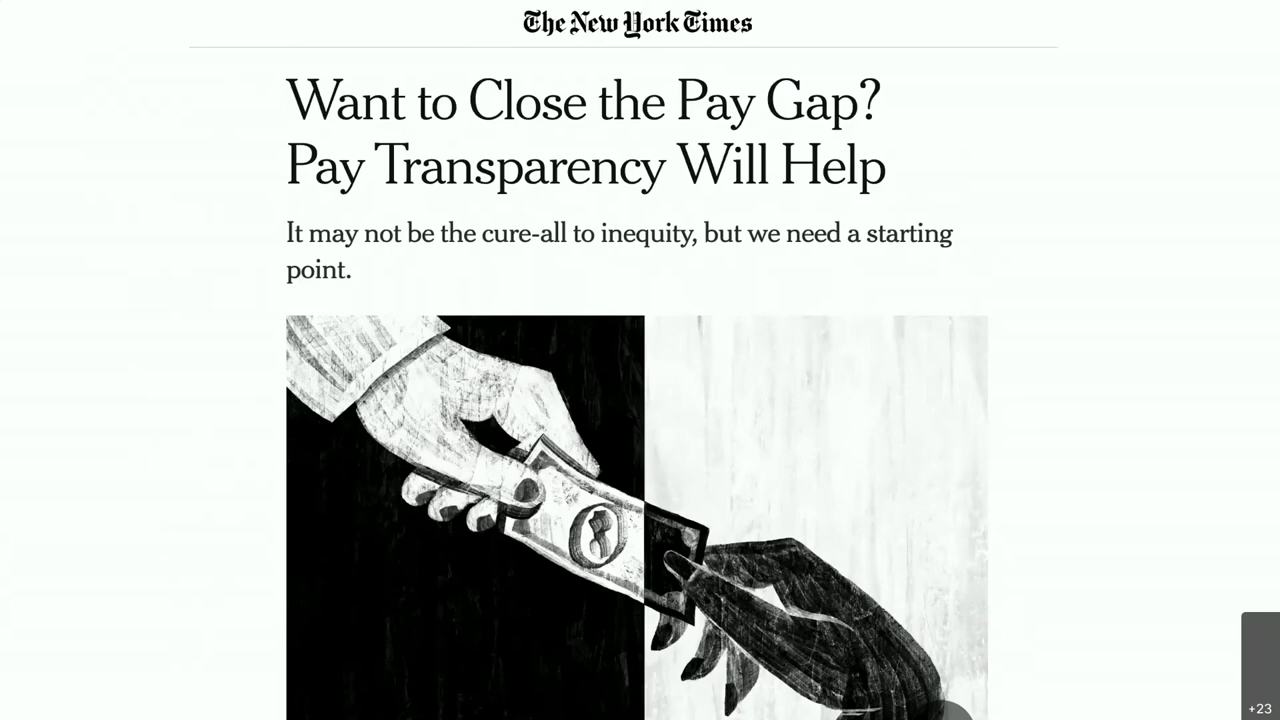 The New York Times
Want to Close the Pay Gap?
Pay Transparency Will Help
It may not be the cure-all to inequity, but we need a starting
point.
+23